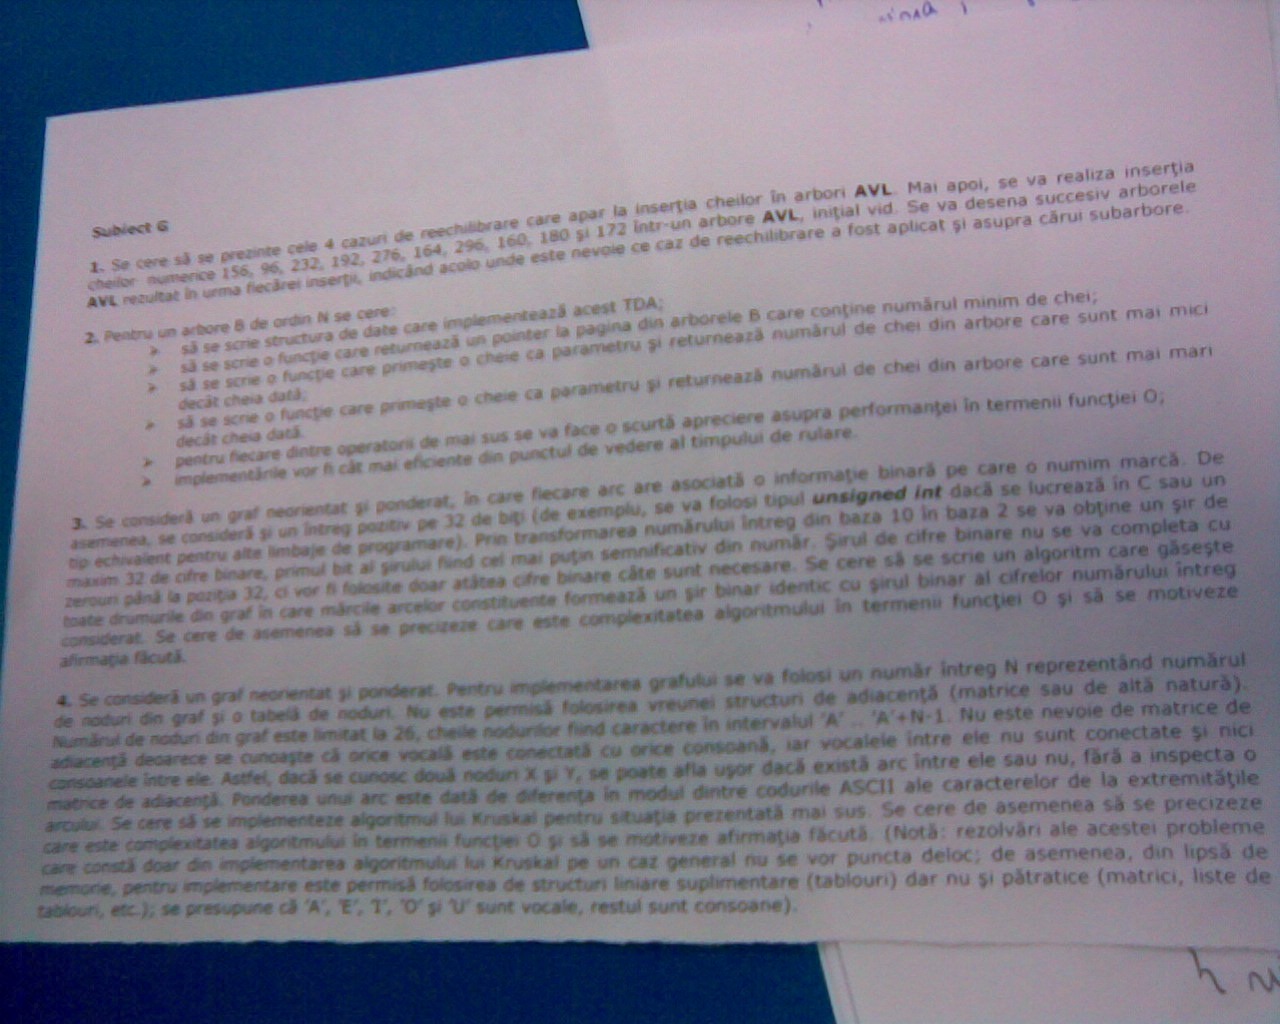 Subiect G
1. Se cere să se prezinte cele 4 cazuri de reechilibrare care apar la inserţia cheilor în arbori AVL. Mai apoi, se va realiza inserţia
cheilor numerice 156, 96, 232, 192, 276, 164, 296, 160, 180 şi 172 într-un arbore AVL, iniţial vid. Se va desena succesiv arborele
AVL rezultat în urma fiecărei inserţii, indicând acolo unde este nevoie ce caz de reechilibrare a fost aplicat şi asupra cărui subarbore.
2. Pentru un arbore B de ordin N se cere:
➢ să se scrie structura de date care implementează acest TDA;
➢ să se scrie o funcţie care returnează un pointer la pagina din arborele B care conţine numărul minim de chei;
➢ să se scrie o funcţie care primeşte o cheie ca parametru şi returnează numărul de chei din arbore care sunt mai mici
decât cheia dată;
➢ să se scrie o funcţie care primeşte o cheie ca parametru şi returnează numărul de chei din arbore care sunt mai mari
decât cheia dată.
➢ pentru fiecare dintre operatorii de mai sus se va face o scurtă apreciere asupra performanţei în termenii funcţiei O;
➢ implementările vor fi cât mai eficiente din punctul de vedere al timpului de rulare.
3. Se consideră un graf neorientat şi ponderat, în care fiecare arc are asociată o informaţie binară pe care o numim marcă. De
asemenea, se consideră şi un întreg pozitiv pe 32 de biţi (de exemplu, se va folosi tipul unsigned int dacă se lucrează în C sau un
tip echivalent pentru alte limbaje de programare). Prin transformarea numărului întreg din baza 10 în baza 2 se va obţine un şir de
maxim 32 de cifre binare, primul bit al şirului fiind cel mai puţin semnificativ din număr. Şirul de cifre binare nu se va completa cu
zerouri până la poziţia 32, ci vor fi folosite doar atâtea cifre binare câte sunt necesare. Se cere să se scrie un algoritm care găseşte
toate drumurile din graf în care mărcile arcelor constituente formează un şir binar identic cu şirul binar al cifrelor numărului întreg
considerat. Se cere de asemenea să se precizeze care este complexitatea algoritmului în termenii funcţiei O şi să se motiveze
afirmaţia făcută.
4. Se consideră un graf neorientat şi ponderat. Pentru implementarea grafului se va folosi un număr întreg N reprezentând numărul
de noduri din graf şi o tabelă de noduri. Nu este permisă folosirea vreunei structuri de adiacenţă (matrice sau de altă natură).
Numărul de noduri din graf este limitat la 26, cheile nodurilor fiind caractere în intervalul 'A' .. 'A'+N-1. Nu este nevoie de matrice de
adiacenţă deoarece se cunoaşte că orice vocală este conectată cu orice consoană, iar vocalele între ele nu sunt conectate şi nici
consoanele între ele. Astfel, dacă se cunosc două noduri X şi Y, se poate afla uşor dacă există arc între ele sau nu, fără a inspecta o
matrice de adiacenţă. Ponderea unui arc este dată de diferenţa în modul dintre codurile ASCII ale caracterelor de la extremităţile
arcului. Se cere să se implementeze algoritmul lui Kruskal pentru situaţia prezentată mai sus. Se cere de asemenea să se precizeze
care este complexitatea algoritmului în termenii funcţiei O şi să se motiveze afirmaţia făcută. (Notă: rezolvări ale acestei probleme
care constă doar din implementarea algoritmului lui Kruskal pe un caz general nu se vor puncta deloc; de asemenea, din lipsă de
memorie, pentru implementare este permisă folosirea de structuri liniare suplimentare (tablouri) dar nu şi pătratice (matrici, liste de
tablouri, etc.); se presupune că 'A', 'E', 'I', 'O' şi 'U' sunt vocale, restul sunt consoane).